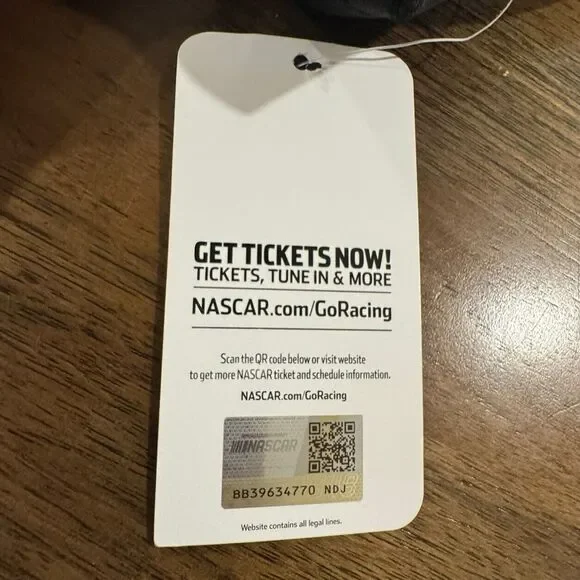 GET TICKETS NOW!
TICKETS, TUNE IN & MORE
NASCAR.com/GoRacing
Scan the QR code below or visit website
to get more NASCAR ticket and schedule information.
NASCAR.com/GoRacing
NASCAR
BB39634770 NDJ
Website contains all legal lines.